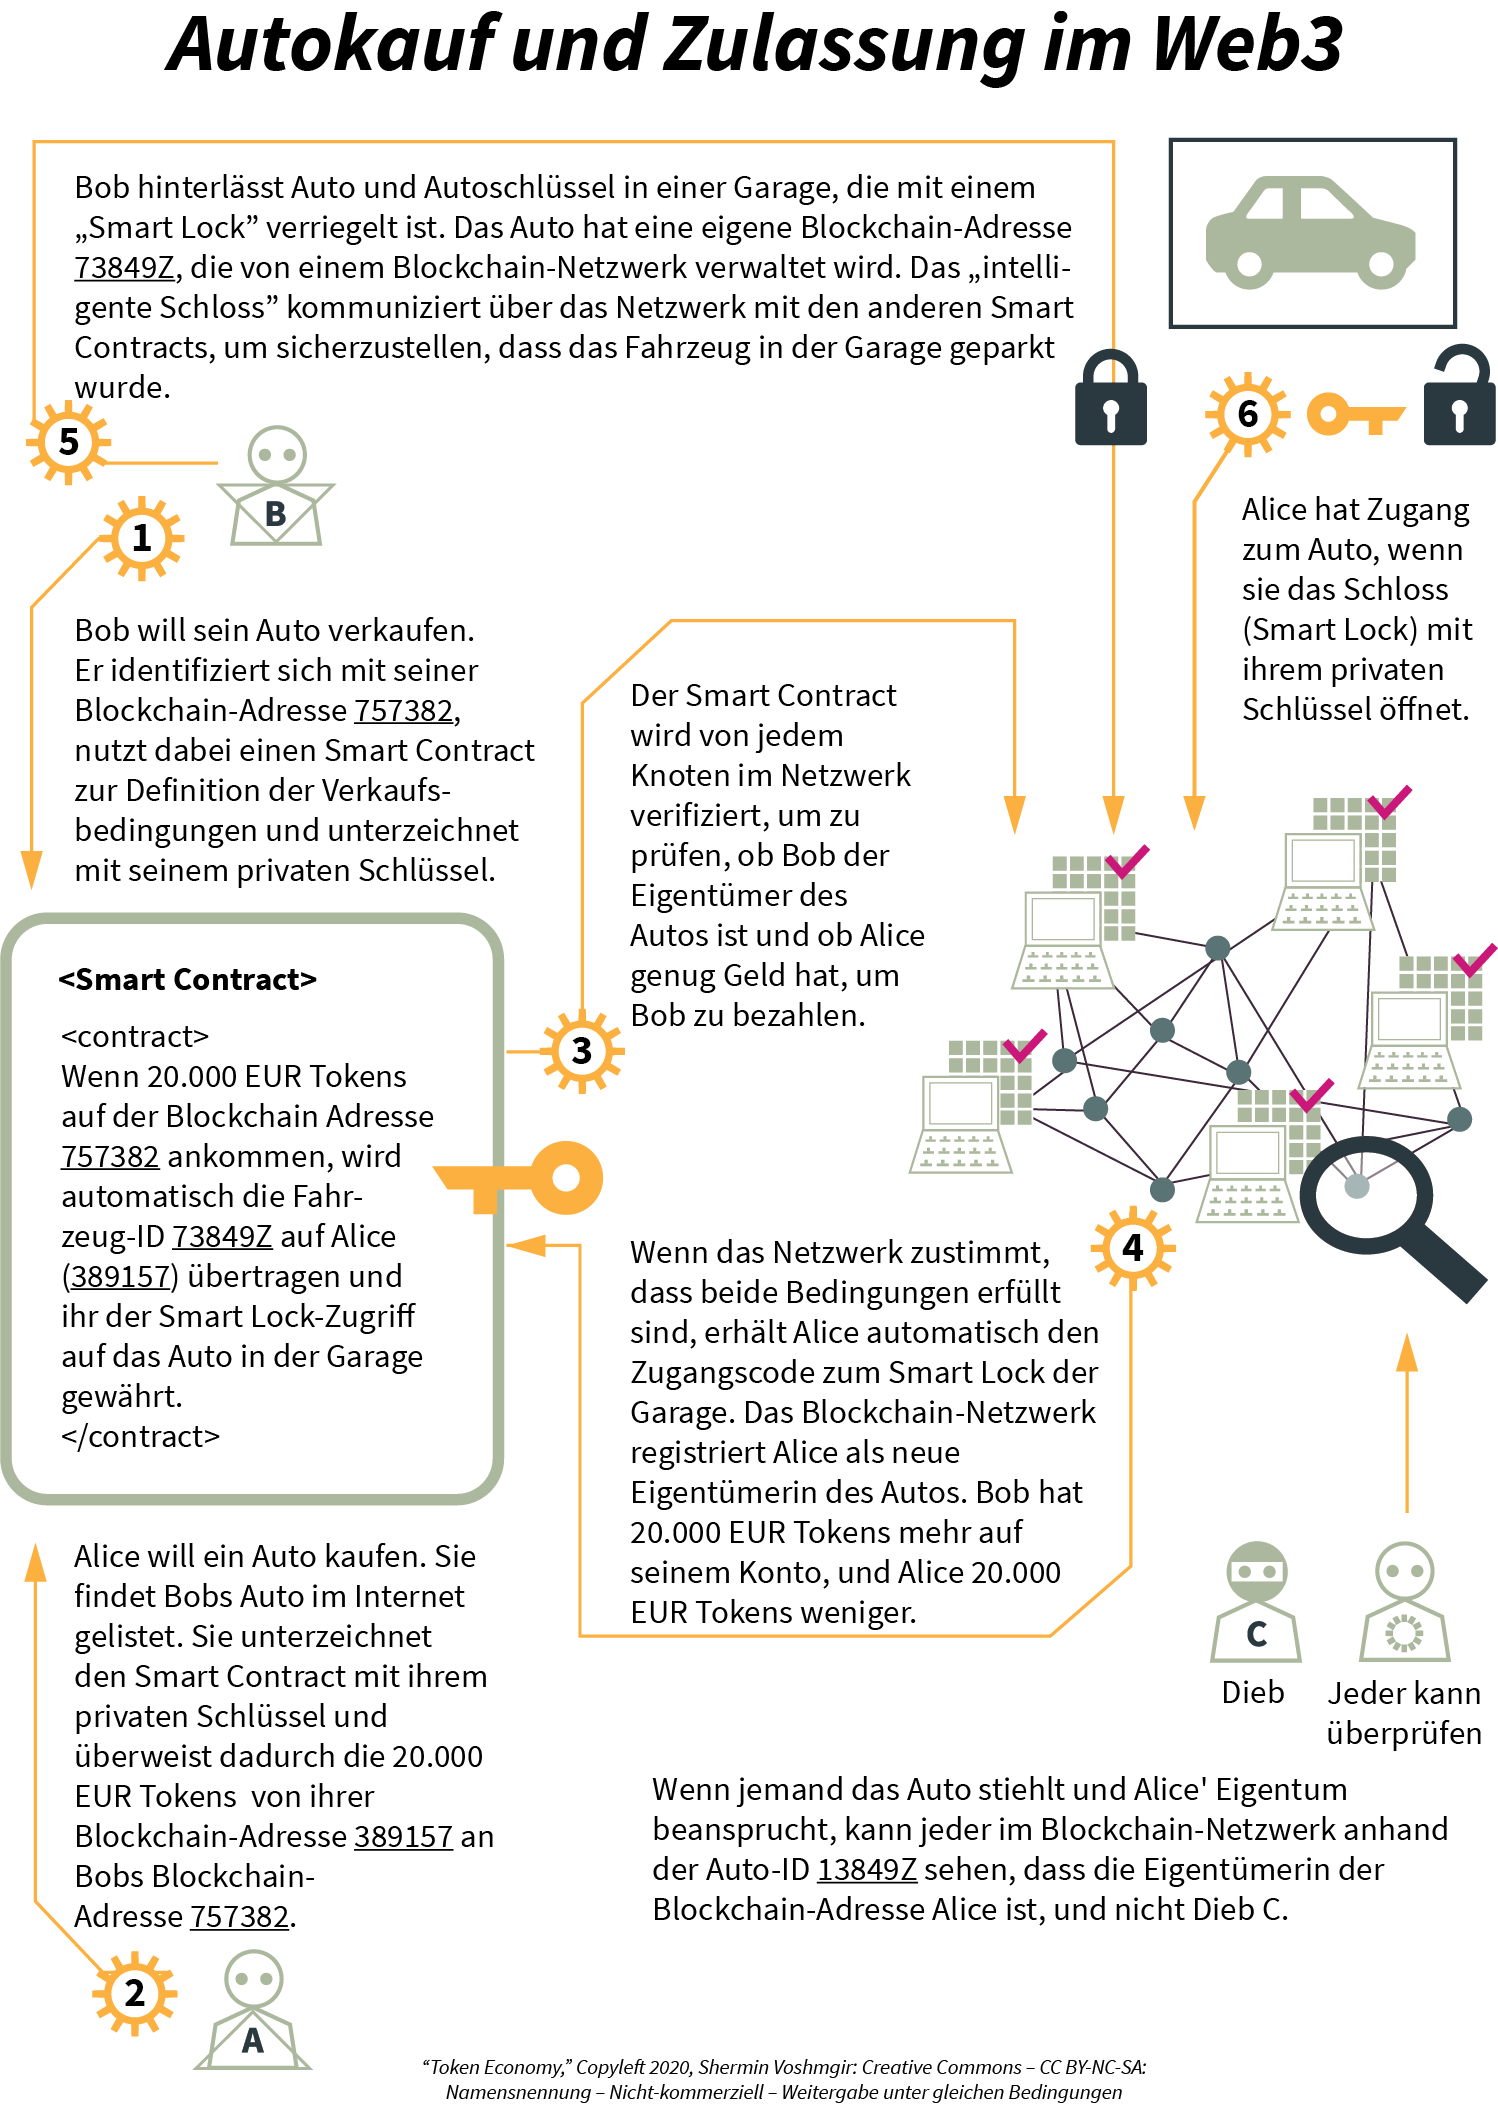 Autokauf und Zulassung im Web3
Bob hinterlässt Auto und Autoschlüssel in einer Garage, die mit einem
„Smart Lock” verriegelt ist. Das Auto hat eine eigene Blockchain-Adresse
73849Z, die von einem Blockchain-Netzwerk verwaltet wird. Das „intelli-
gente Schloss” kommuniziert über das Netzwerk mit den anderen Smart
Contracts, um sicherzustellen, dass das Fahrzeug in der Garage geparkt
wurde.
5
B
1
Bob will sein Auto verkaufen.
Er identifiziert sich mit seiner
Blockchain-Adresse 757382,
nutzt dabei einen Smart Contract
zur Definition der Verkaufs-
bedingungen und unterzeichnet
mit seinem privaten Schlüssel.
6
Alice hat Zugang
zum Auto, wenn
sie das Schloss
(Smart Lock) mit
ihrem privaten
Schlüssel öffnet.
Der Smart Contract
wird von jedem
Knoten im Netzwerk
verifiziert, um zu
prüfen, ob Bob der
Eigentümer des
Autos ist und ob Alice
genug Geld hat, um
Bob zu bezahlen.
3
<Smart Contract>
<contract>
Wenn 20.000 EUR Tokens
auf der Blockchain Adresse
757382 ankommen, wird
automatisch die Fahr-
zeug-ID 73849Z auf Alice
(389157) übertragen und
ihr der Smart Lock-Zugriff
auf das Auto in der Garage
gewährt.
</contract>
4
Wenn das Netzwerk zustimmt,
dass beide Bedingungen erfüllt
sind, erhält Alice automatisch den
Zugangscode zum Smart Lock der
Garage. Das Blockchain-Netzwerk
registriert Alice als neue
Eigentümerin des Autos. Bob hat
20.000 EUR Tokens mehr auf
seinem Konto, und Alice 20.000
EUR Tokens weniger.
Alice will ein Auto kaufen. Sie
findet Bobs Auto im Internet
gelistet. Sie unterzeichnet
den Smart Contract mit ihrem
privaten Schlüssel und
überweist dadurch die 20.000
EUR Tokens  von ihrer
Blockchain-Adresse 389157 an
Bobs Blockchain-
Adresse 757382.
2
A
C
Dieb
Jeder kann
überprüfen
Wenn jemand das Auto stiehlt und Alice' Eigentum
beansprucht, kann jeder im Blockchain-Netzwerk anhand
der Auto-ID 13849Z sehen, dass die Eigentümerin der
Blockchain-Adresse Alice ist, und nicht Dieb C.
“Token Economy,” Copyleft 2020, Shermin Voshmgir: Creative Commons – CC BY-NC-SA:
Namensnennung – Nicht-kommerziell – Weitergabe unter gleichen Bedingungen